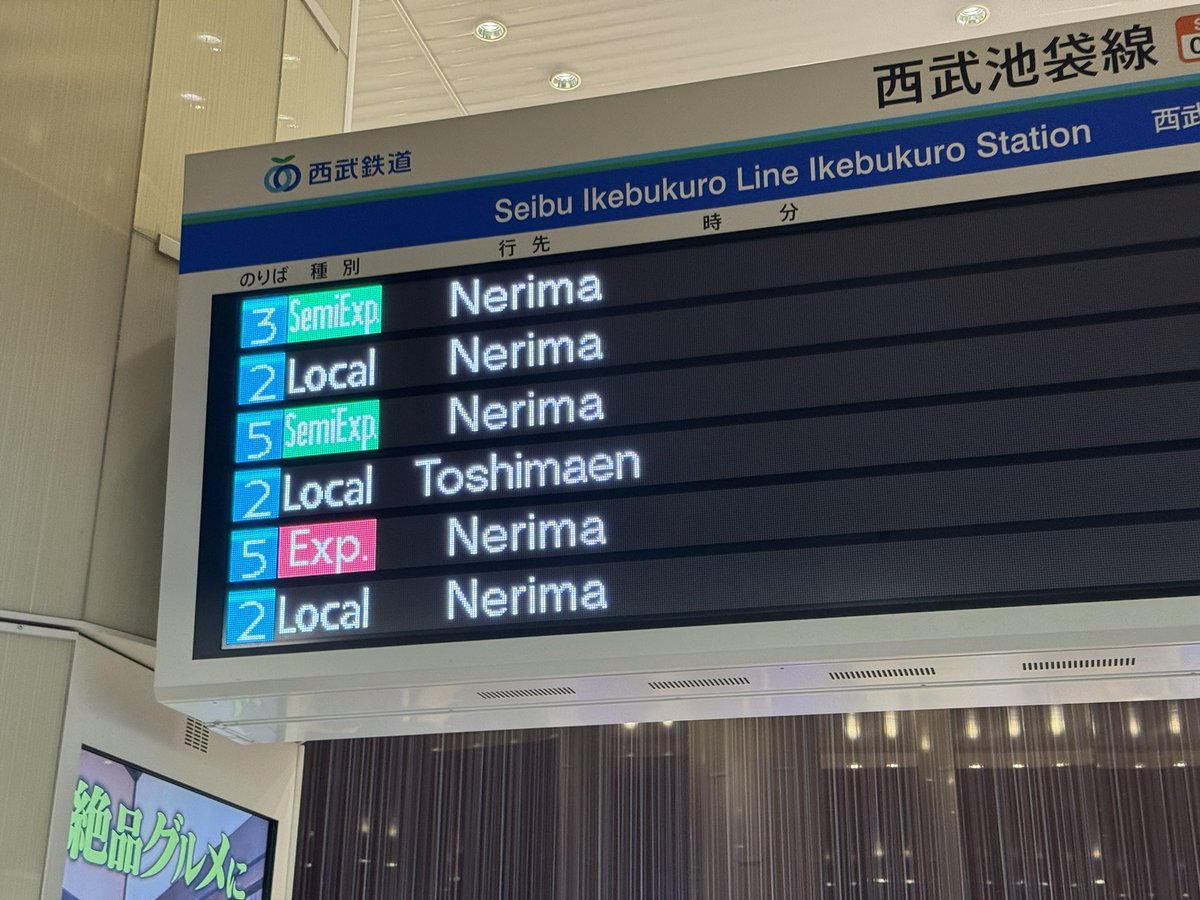 西武池袋線
西武鉄道
Seibu Ikebukuro Line Ikebukuro Station
のりば 種別 行先 時 分
3 SemiExp. Nerima
2 Local Nerima
5 SemiExp. Nerima
2 Local Toshimaen
5 Exp. Nerima
2 Local Nerima
絶品グルメに